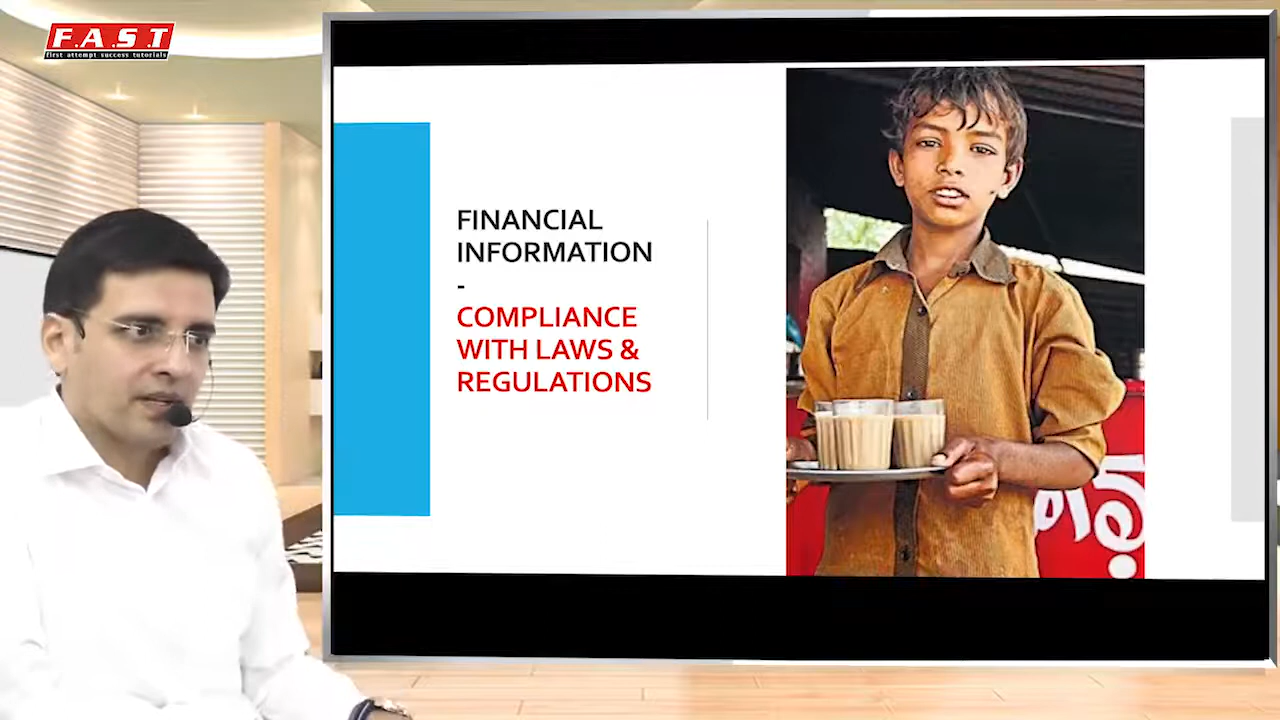 F.A.S.T
first attempt success tutorials
FINANCIAL
INFORMATION
-
COMPLIANCE
WITH LAWS &
REGULATIONS